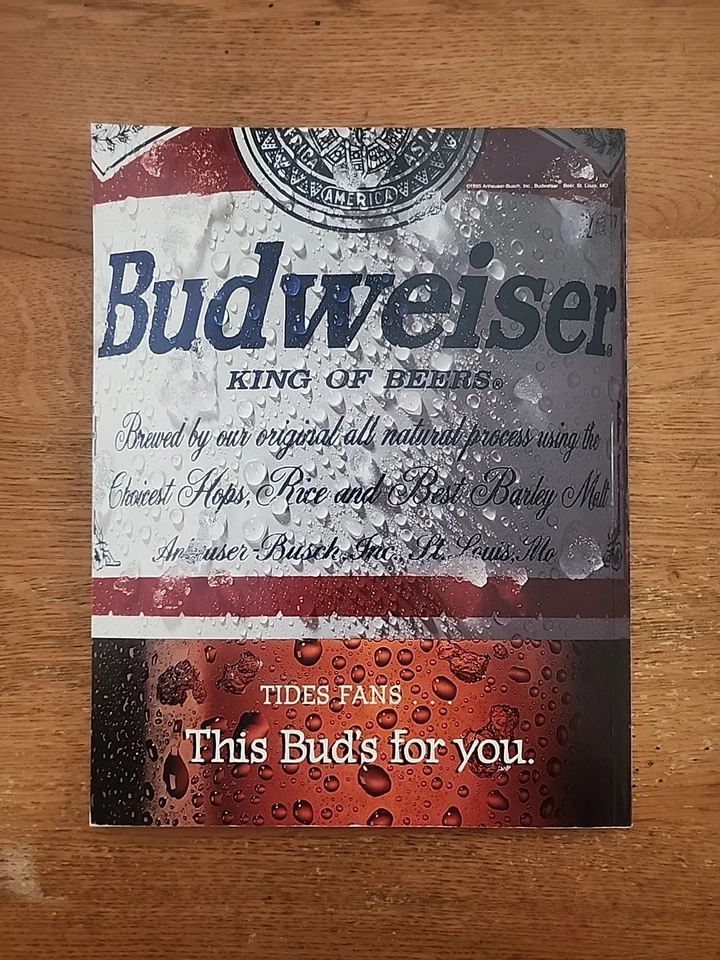 AMERICA
©1995 Anheuser-Busch, Inc., Budweiser Beer, St. Louis, MO
Budweiser®
KING OF BEERS®
Brewed by our original all natural process using the
Choicest Hops, Rice and Best Barley Malt
Anheuser-Busch, Inc., St. Louis, Mo
TIDES FANS . . .
This Bud's for you.